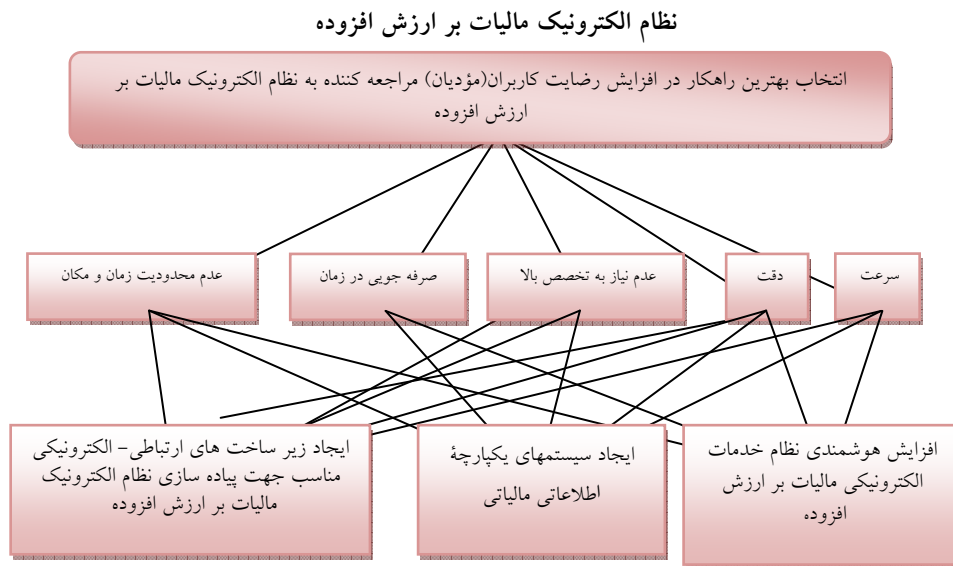 نظام الکترونیک مالیات بر ارزش افزوده
انتخاب بهترین راهکار در افزایش رضایت کاربران(مؤدیان) مراجعه کننده به نظام الکترونیک مالیات بر
ارزش افزوده
سرعت
دقت
عدم نیاز به تخصص بالا
صرفه جویی در زمان
عدم محدودیت زمان و مکان
افزایش هوشمندی نظام خدمات
الکترونیکی مالیات بر ارزش
افزوده
ایجاد سیستمهای یکپارچۀ
اطلاعاتی مالیاتی
ایجاد زیر ساخت های ارتباطی- الکترونیکی
مناسب جهت پیاده سازی نظام الکترونیک
مالیات بر ارزش افزوده